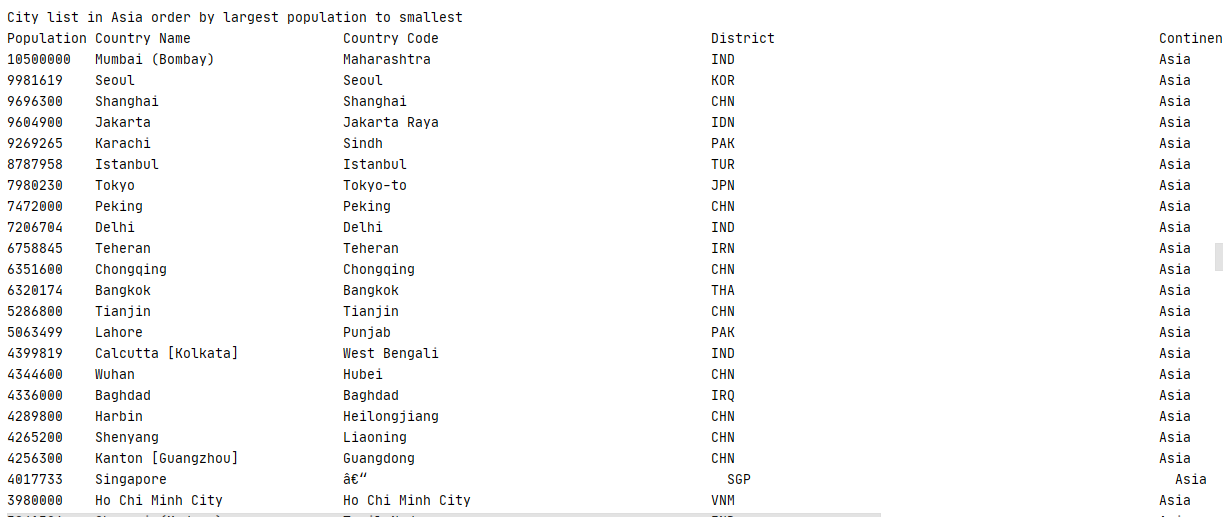 City list in Asia order by largest population to smallest
Population Country Name Country Code District Continen
10500000 Mumbai (Bombay) Maharashtra IND Asia
9981619 Seoul Seoul KOR Asia
9696300 Shanghai Shanghai CHN Asia
9604900 Jakarta Jakarta Raya IDN Asia
9269265 Karachi Sindh PAK Asia
8787958 Istanbul Istanbul TUR Asia
7980230 Tokyo Tokyo-to JPN Asia
7472000 Peking Peking CHN Asia
7206704 Delhi Delhi IND Asia
6758845 Teheran Teheran IRN Asia
6351600 Chongqing Chongqing CHN Asia
6320174 Bangkok Bangkok THA Asia
5286800 Tianjin Tianjin CHN Asia
5063499 Lahore Punjab PAK Asia
4399819 Calcutta [Kolkata] West Bengali IND Asia
4344600 Wuhan Hubei CHN Asia
4336000 Baghdad Baghdad IRQ Asia
4289800 Harbin Heilongjiang CHN Asia
4265200 Shenyang Liaoning CHN Asia
4256300 Kanton [Guangzhou] Guangdong CHN Asia
4017733 Singapore â€“ SGP Asia
3980000 Ho Chi Minh City Ho Chi Minh City VNM Asia